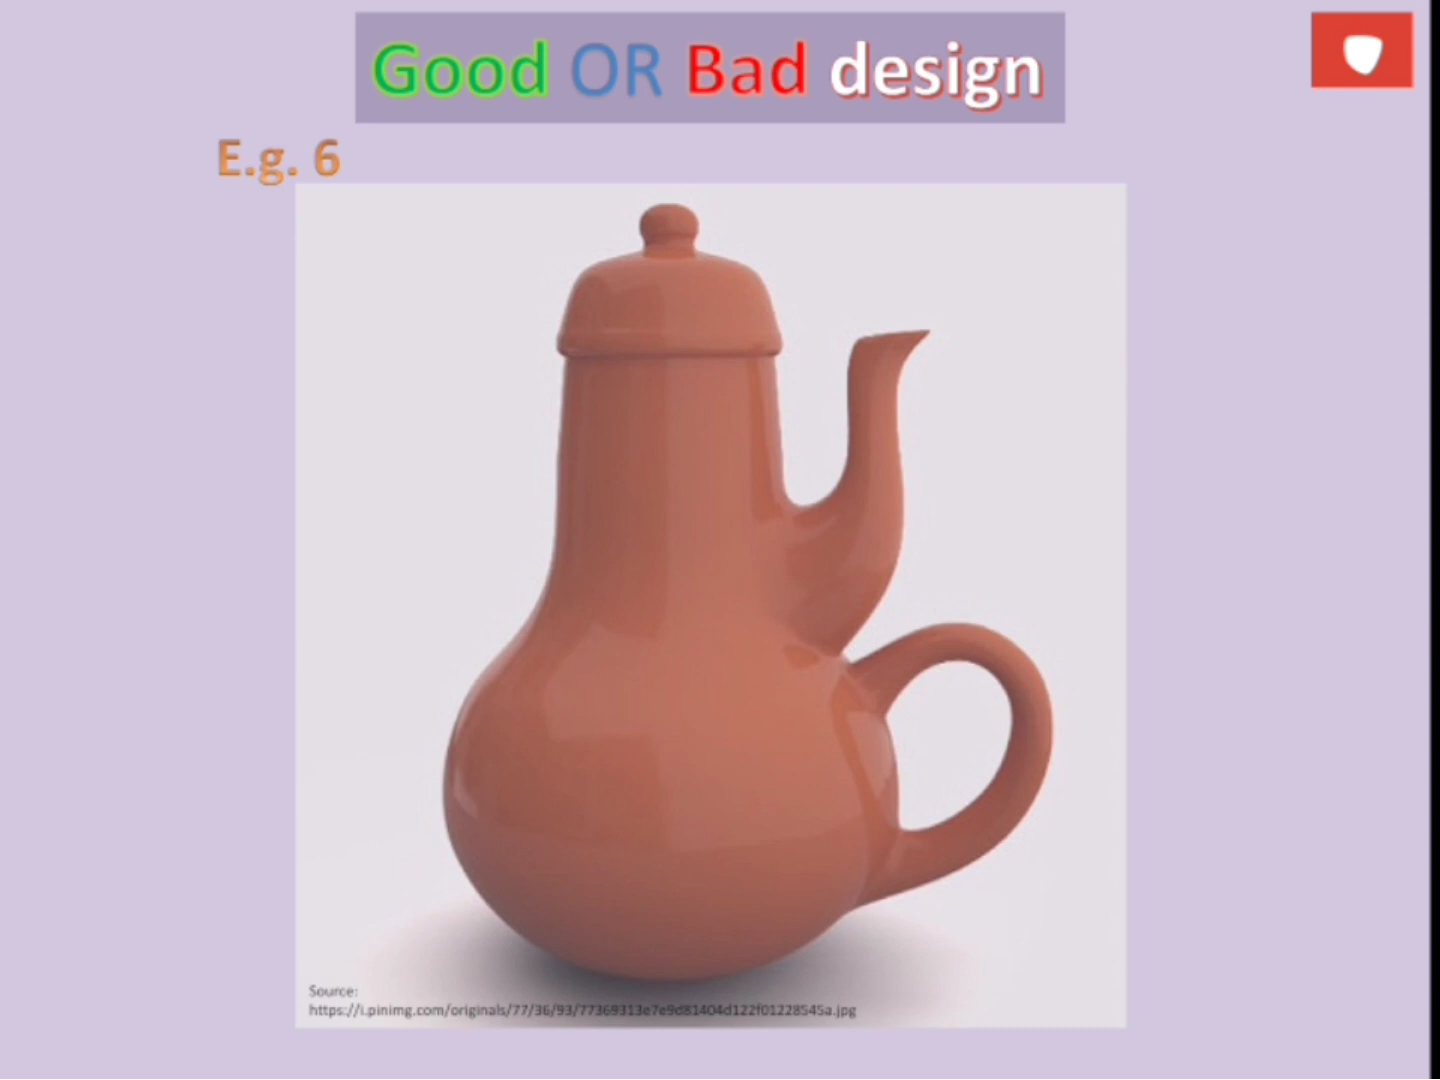 Good OR Bad design
E.g. 6
Source:
https://i.pinimg.com/originals/77/36/93/77369313e7e9d81404d122f01228545a.jpg